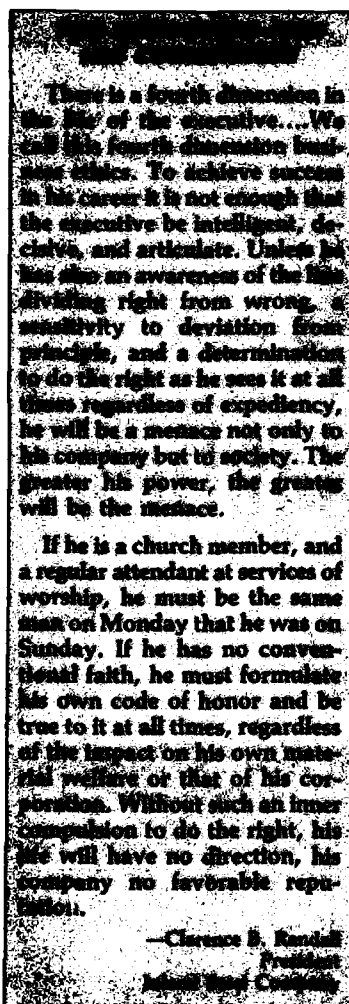 There is a fourth dimension in
the life of the executive... We
call this fourth dimension busi-
ness ethics. To achieve success
in his career it is not enough that
the executive be intelligent, de-
cisive, and articulate. Unless he
has also an awareness of the line
dividing right from wrong, a
sensitivity to deviation from
principle, and a determination
to do the right as he sees it at all
times regardless of expediency,
he will be a menace not only to
his company but to society. The
greater his power, the greater
will be the menace.
If he is a church member, and
a regular attendant at services of
worship, he must be the same
man on Monday that he was on
Sunday. If he has no conven-
tional faith, he must formulate
his own code of honor and be
true to it at all times, regardless
of the impact on his own mate-
rial welfare or that of his cor-
poration. Without such an inner
compulsion to do the right, his
life will have no direction, his
company no favorable repu-
tation.
—Clarence B. Randall
President
Inland Steel Company